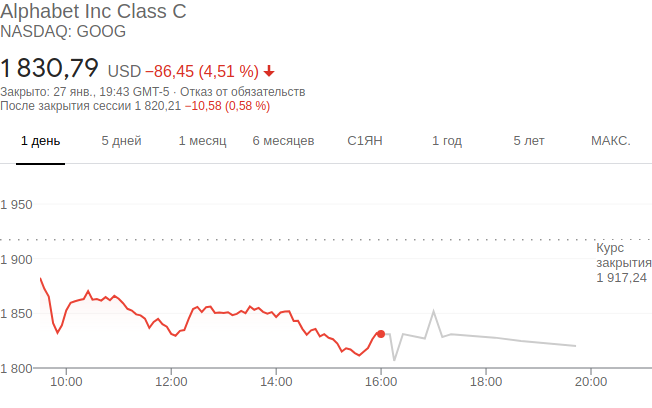 Alphabet Inc Class C
NASDAQ: GOOG
1 830,79 USD −86,45 (4,51 %)
Закрыто: 27 янв., 19:43 GMT-5 · Отказ от обязательств
После закрытия сессии 1 820,21 −10,58 (0,58 %)
1 день 5 дней 1 месяц 6 месяцев С1ЯН 1 год 5 лет МАКС.
1 950
Курс
закрытия
1 917,24
1 900
1 850
1 800
10:00 12:00 14:00 16:00 18:00 20:00